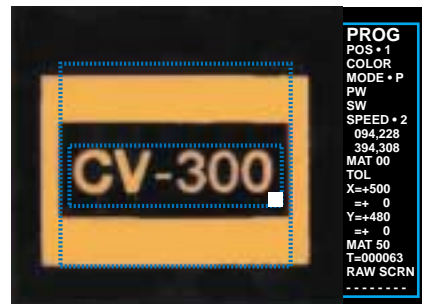 CV-300
PROG
POS • 1
COLOR
MODE • P
PW
SW
SPEED • 2
094,228
394,308
MAT 00
TOL
X=+500
=+ 0
Y=+480
=+ 0
MAT 50
T=000063
RAW SCRN
- - - - - - - -